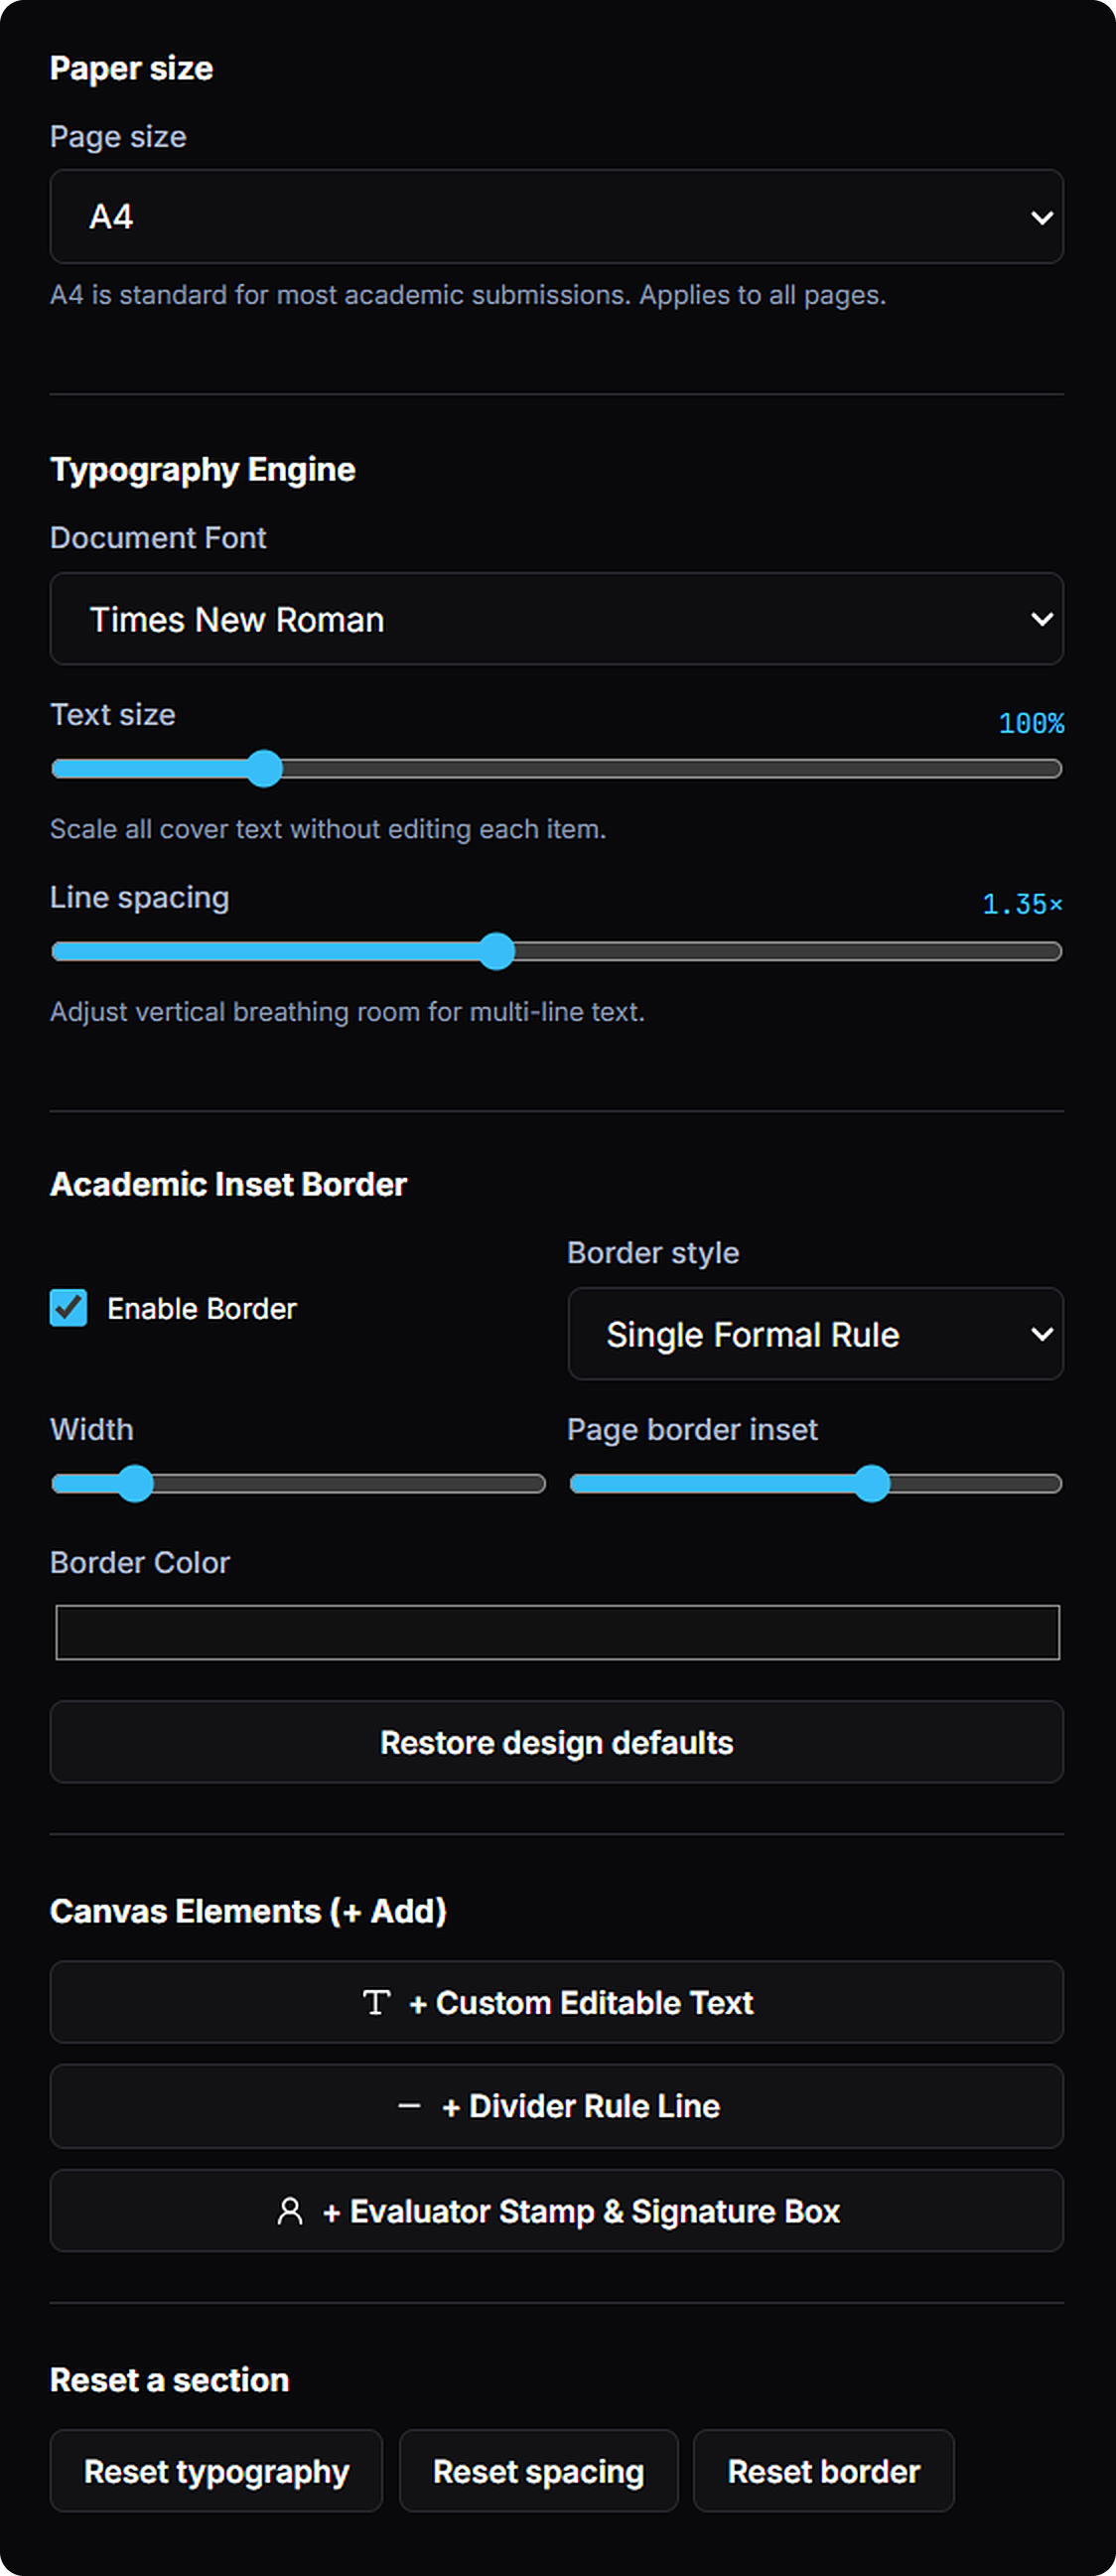 Paper size
Page size
A4
A4 is standard for most academic submissions. Applies to all pages.
Typography Engine
Document Font
Times New Roman
Text size
100%
Scale all cover text without editing each item.
Line spacing
1.35×
Adjust vertical breathing room for multi-line text.
Academic Inset Border
Enable Border
Border style
Single Formal Rule
Width
Page border inset
Border Color
Restore design defaults
Canvas Elements (+ Add)
+ Custom Editable Text
+ Divider Rule Line
+ Evaluator Stamp & Signature Box
Reset a section
Reset typography
Reset spacing
Reset border